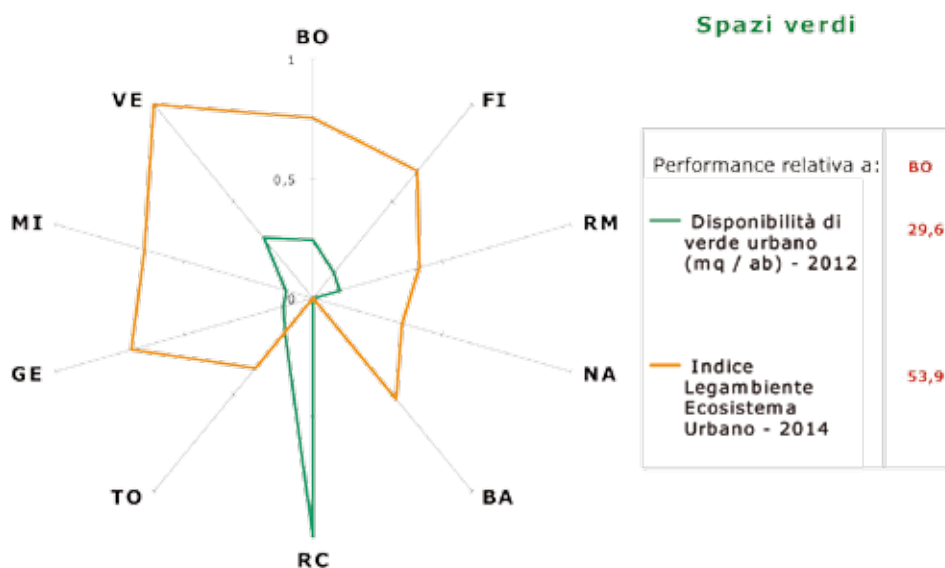 Spazi verdi
BO
1
VE
FI
0,5
MI
RM
0
GE
NA
TO
BA
RC
Performance relativa a:
BO
Disponibilità di
verde urbano
(mq / ab) - 2012
29,6
Indice
Legambiente
Ecosistema
Urbano - 2014
53,9